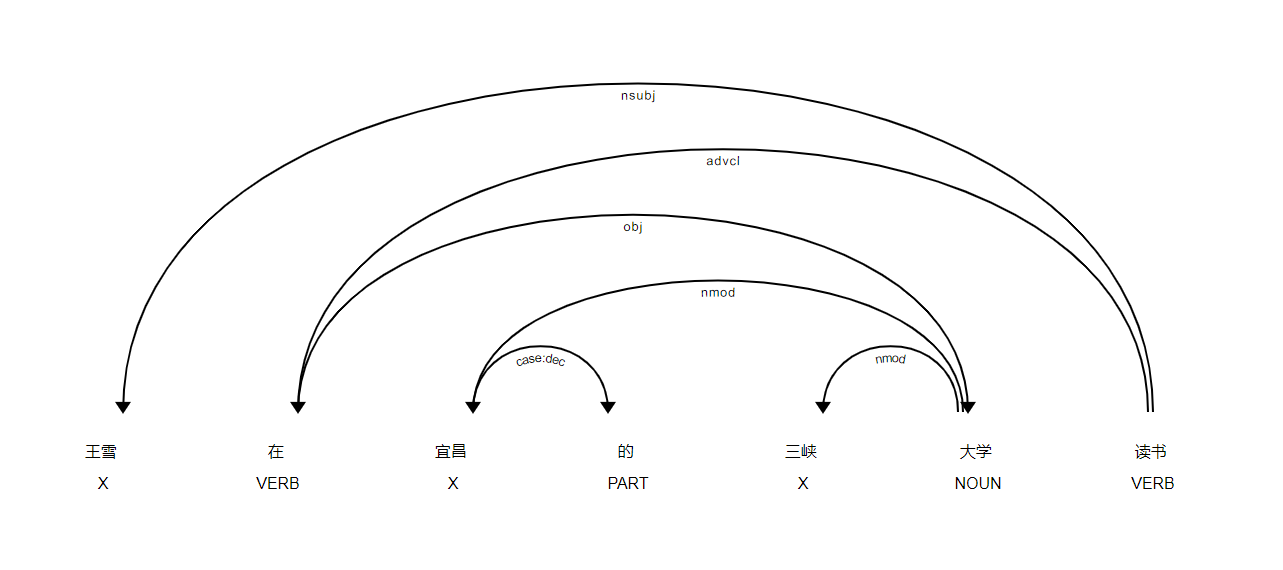 nsubj
advcl
obj
nmod
case:dec nmod
王雪 在 宜昌 的 三峡 大学 读书
X VERB X PART X NOUN VERB